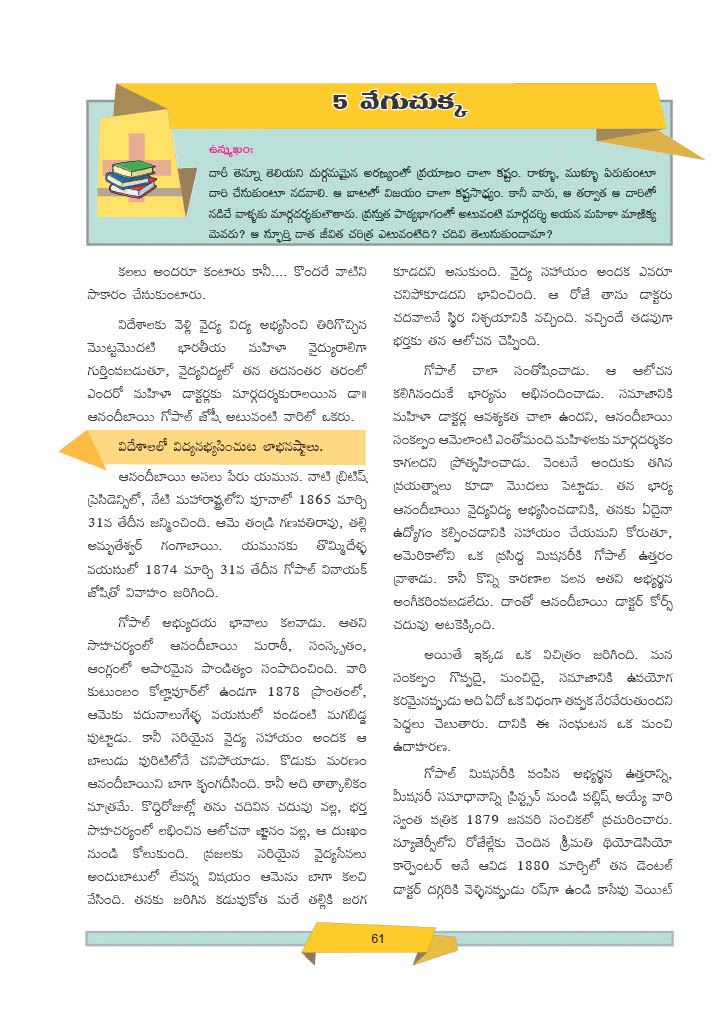 5 వేగుచుక్క
ఉన్ముఖం:
దారీ తెన్నూ తెలియని దుర్గమమైన అరణ్యంలో ప్రయాణం చాలా కష్టం. రాళ్ళూ, ముళ్ళూ ఏరుకుంటూ
దారి చేసుకుంటూ నడవాలి. ఆ బాటలో విజయం చాలా కష్టసాధ్యం. కానీ వారు, ఆ తర్వాత ఆ దారిలో
నడిచే వాళ్ళకు మార్గదర్శకులౌతారు. ప్రస్తుత పాఠ్యభాగంలో అటువంటి మార్గదర్శి అయన మహిళా మాణిక్య
మెవరు? ఆ స్ఫూర్తి దాత జీవిత చరిత్ర ఎటువంటిది? చదివి తెలుసుకుందామా?
కలలు అందరూ కంటారు కానీ.... కొందరే వాటిని
సాకారం చేసుకుంటారు.
విదేశాలకు వెళ్లి వైద్య విద్య అభ్యసించి తిరిగొచ్చిన
మొట్టమొదటి భారతీయ మహిళా వైద్యురాలిగా
గుర్తింవబడుతూ, వైద్యవిద్యలో తన తదనంతర తరంలో
ఎందరో మహిళా డాక్టర్లకు మార్గదర్శకురాలయిన డా॥
ఆనందీబాయి గోపాల్ జోషీ అటువంటి వారిలో ఒకరు.
విదేశాలలో విద్యనభ్యసించుట లాభనష్టాలు.
ఆనందీబాయి అసలు పేరు యమున. నాటి బ్రిటిష్
ప్రెసిడెన్సిలో, నేటి మహారాష్ట్రలోని పూనాలో 1865 మార్చి
31వ తేదీన జన్మించింది. ఆమె తండ్రి గణపతిరావు, తల్లి
అమృతేశ్వర్ గంగాబాయి. యమునకు తొమ్మిదేళ్ళ
వయసులో 1874 మార్చి 31వ తేదీన గోపాల్ వినాయక్
జోషితో వివాహం జరిగింది.
గోపాల్ అభ్యుదయ భావాలు కలవాడు. ఆతని
సాహచర్యంలో ఆనందీబాయి మరాఠీ, సంస్కృతం,
ఆంగ్లంలో అపారమైన పాండిత్యం సంపాదించింది. వారి
కుటుంబం కోల్హాపూర్‌లో ఉండగా 1878 ప్రాంతంలో,
ఆమెకు పదునాలుగేళ్ళ వయసులో పండంటి మగబిడ్డ
పుట్టాడు. కానీ సరియైన వైద్య సహాయం అందక ఆ
బాలుడు పురిటిలోనే చనిపోయాడు. కొడుకు మరణం
ఆనందీబాయిని బాగా కృంగదీసింది. కానీ అది తాత్కాలికం
మాత్రమే. కొద్దిరోజుల్లో తను చదివిన చదువు వల్ల, భర్త
సాహచర్యంలో లభించిన ఆలోచనా జ్ఞానం వల్ల, ఆ దుఃఖం
నుండి కోలుకుంది. ప్రజలకు సరియైన వైద్యసేవలు
అందుబాటులో లేవన్న విషయం ఆమెను బాగా కలచి
వేసింది. తనకు జరిగిన కడుపుకోత మరే తల్లికి జరగ
కూడదని అనుకుంది. వైద్య సహాయం అందక ఎవరూ
చనిపోకూడదని భావించింది. ఆ రోజే తాను డాక్టరు
చదవాలనే స్థిర నిశ్చయానికి వచ్చింది. వచ్చిందే తడవుగా
భర్తకు తన ఆలోచన చెప్పింది.
గోపాల్ చాలా సంతోషించాడు. ఆ ఆలోచన
కలిగినందుకే భార్యను అభినందించాడు. సమాజానికి
మహిళా డాక్టర్ల ఆవశ్యకత చాలా ఉందని, ఆనందీబాయి
సంకల్పం ఆమెలాంటి ఎంతోమంది మహిళలకు మార్గదర్శకం
కాగలదని ప్రోత్సహించాడు. వెంటనే అందుకు తగిన
ప్రయత్నాలు కూడా మొదలు పెట్టాడు. తన భార్య
ఆనందీబాయి వైద్యవిద్య అభ్యసించడానికి, తనకు ఏదైనా
ఉద్యోగం కల్పించడానికి సహాయం చేయమని కోరుతూ,
అమెరికాలోని ఒక ప్రసిద్ధ మిషనరీకి గోపాల్ ఉత్తరం
వ్రాశాడు. కానీ కొన్ని కారణాల వలన అతని అభ్యర్థన
అంగీకరింపబడలేదు. దాంతో ఆనందీబాయి డాక్టర్ కోర్స్
చదువు అటకెక్కింది.
అయితే ఇక్కడ ఒక విచిత్రం జరిగింది. మన
సంకల్పం గొప్పదై, మంచిదై, సమాజానికి ఉపయోగ
కరమైనప్పుడు అది ఏదో ఒక విధంగా తప్పక నేరవేరుతుందని
పెద్దలు చెబుతారు. దానికి ఈ సంఘటన ఒక మంచి
ఉదాహరణ.
గోపాల్ మిషనరీకి పంపిన అభ్యర్థన ఉత్తరాన్ని,
మీషనరీ సమాధానాన్ని ప్రిన్ట్సన్ నుండి పబ్లిష్ అయ్యే వారి
స్వంత పత్రిక 1879 జనవరి సంచికలో ప్రచురించారు.
న్యూజెర్సీలోని రోజేల్లేకు చెందిన శ్రీమతి థియోడెసియో
కార్పెంటర్ అనే ఆవిడ 1880 మార్చిలో తన డెంటల్
డాక్టర్ దగ్గరికి వెళ్ళినప్పుడు రష్‌గా ఉండి కాసేపు వెయిట్
61